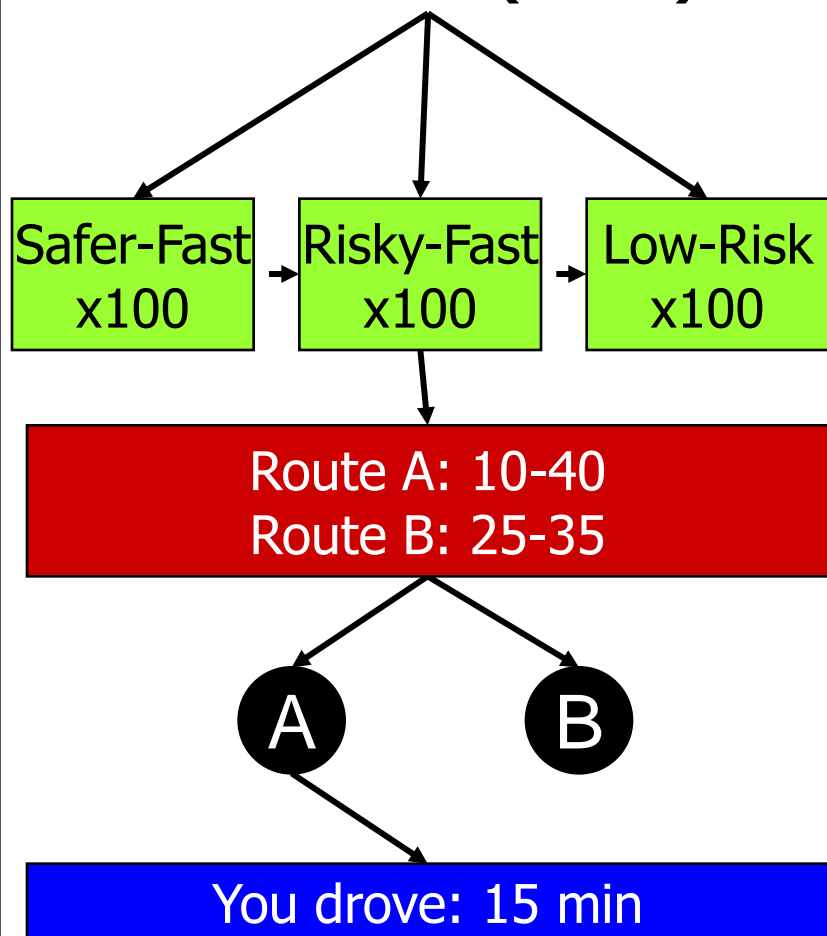 Safer-Fast
x100
Risky-Fast
x100
Low-Risk
x100
Route A: 10-40
Route B: 25-35
A
B
You drove: 15 min